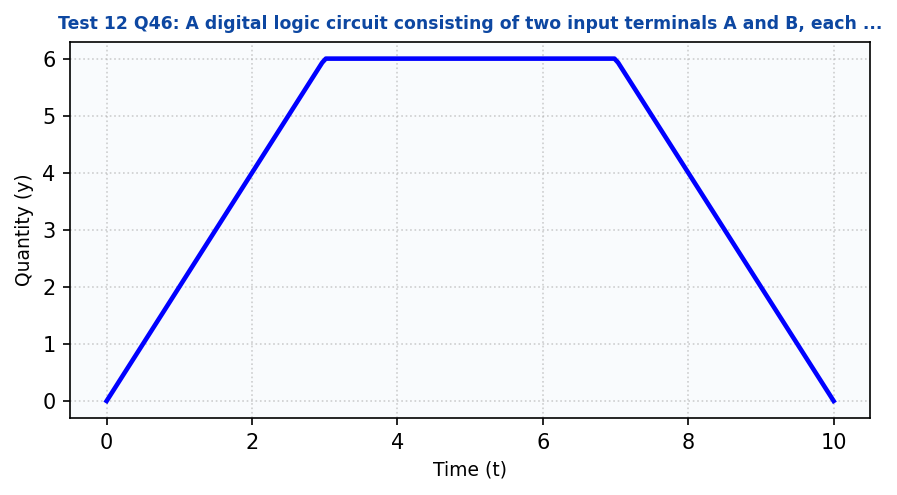 Test 12 Q46: A digital logic circuit consisting of two input terminals A and B, each ...
6
5
4
3
2
1
0
Quantity (y)
0 2 4 6 8 10
Time (t)